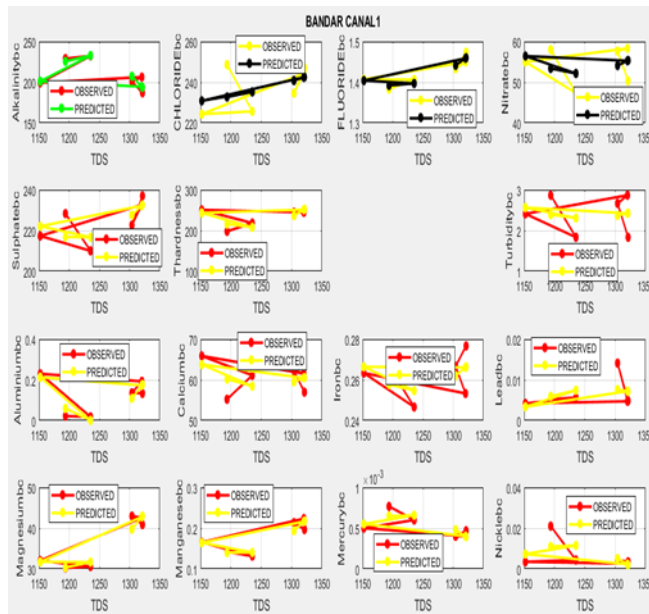 BANDAR CANAL1
Alkalinitybc
250
200
150
1150 1200 1250 1300 1350
TDS
OBSERVED
PREDICTED
CHLORIDEbc
260
240
220
200
1150 1200 1250 1300 1350
TDS
OBSERVED
PREDICTED
FLUORIDEbc
1.5
1.4
1.3
1150 1200 1250 1300 1350
TDS
OBSERVED
PREDICTED
Nitratebc
60
50
40
1150 1200 1250 1300 1350
TDS
OBSERVED
PREDICTED
Sulphatebc
240
220
200
1150 1200 1250 1300 1350
TDS
OBSERVED
PREDICTED
Thardnessbc
400
300
200
100
1150 1200 1250 1300 1350
TDS
OBSERVED
PREDICTED
Turbiditybc
3
2
1
1150 1200 1250 1300 1350
TDS
OBSERVED
PREDICTED
Aluminiumbc
0.4
0.2
0
1150 1200 1250 1300 1350
TDS
OBSERVED
PREDICTED
Calciumbc
70
60
50
1150 1200 1250 1300 1350
TDS
OBSERVED
PREDICTED
Ironbc
0.28
0.26
0.24
1150 1200 1250 1300 1350
TDS
OBSERVED
PREDICTED
Leadbc
0.02
0.01
0
1150 1200 1250 1300 1350
TDS
OBSERVED
PREDICTED
Magnesiumbc
50
40
30
1150 1200 1250 1300 1350
TDS
OBSERVED
PREDICTED
Manganesebc
0.3
0.2
0.1
1150 1200 1250 1300 1350
TDS
OBSERVED
PREDICTED
Mercurybc
×10-3
1
0.5
0
1150 1200 1250 1300 1350
TDS
OBSERVED
PREDICTED
Nicklebc
0.04
0.02
0
1150 1200 1250 1300 1350
TDS
OBSERVED
PREDICTED